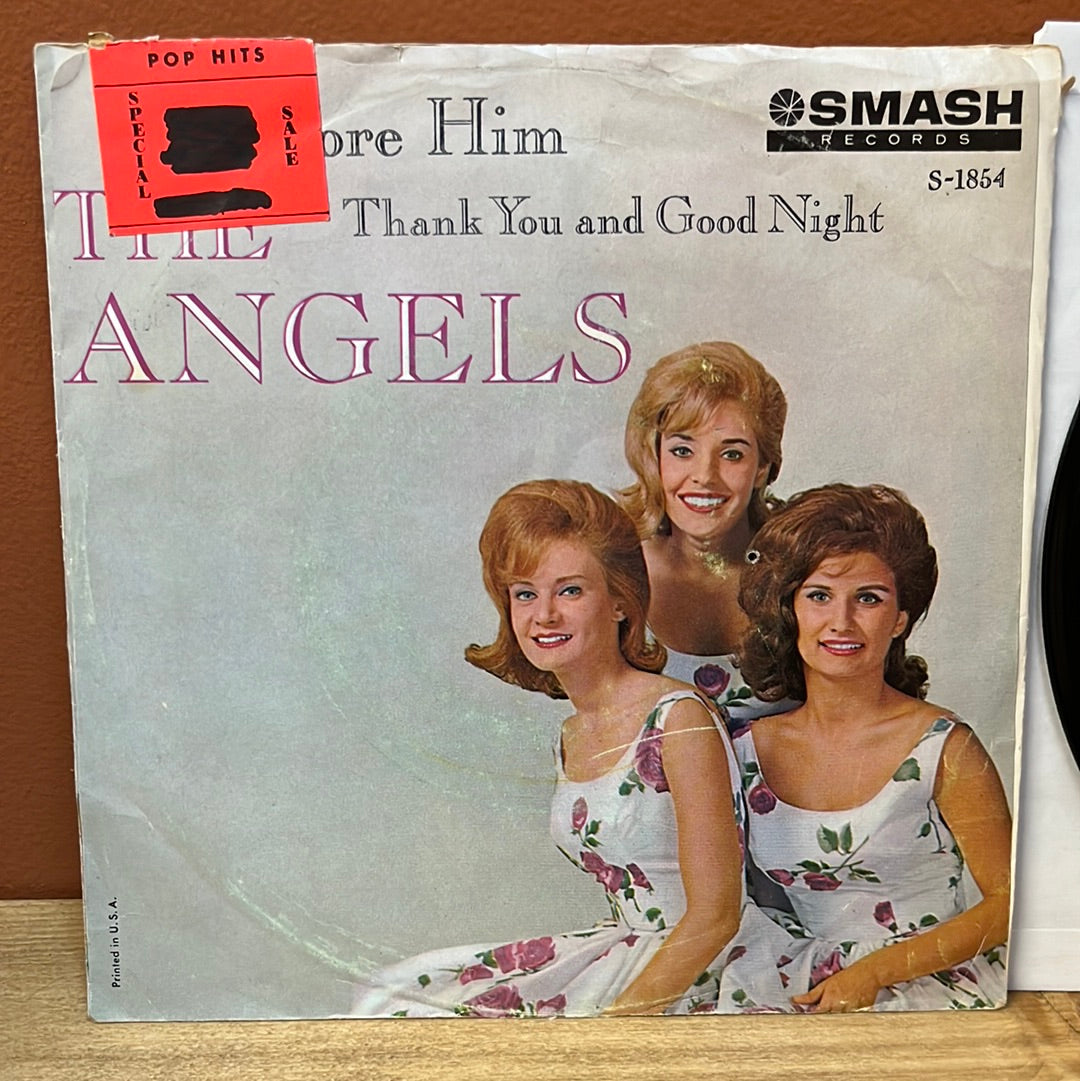 POP HITS
SPECIAL
SALE
ore Him
SMASH
RECORDS
S-1854
THE
Thank You and Good Night
ANGELS
Printed in U.S.A.